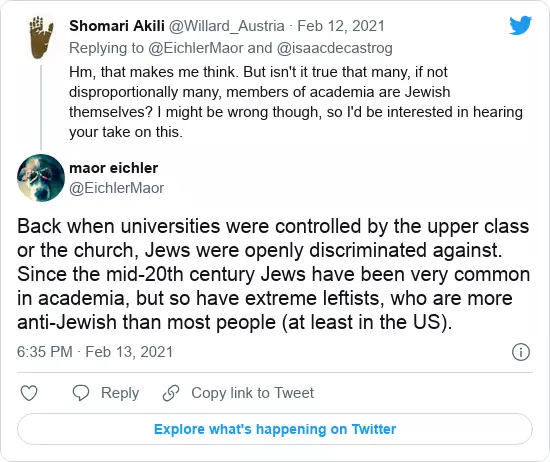 Shomari Akili @Willard_Austria · Feb 12, 2021
Replying to @EichlerMaor and @isaacdecastrog
Hm, that makes me think. But isn't it true that many, if not
disproportionally many, members of academia are Jewish
themselves? I might be wrong though, so I'd be interested in hearing
your take on this.
maor eichler
@EichlerMaor
Back when universities were controlled by the upper class
or the church, Jews were openly discriminated against.
Since the mid-20th century Jews have been very common
in academia, but so have extreme leftists, who are more
anti-Jewish than most people (at least in the US).
6:35 PM · Feb 13, 2021
Reply Copy link to Tweet
Explore what's happening on Twitter